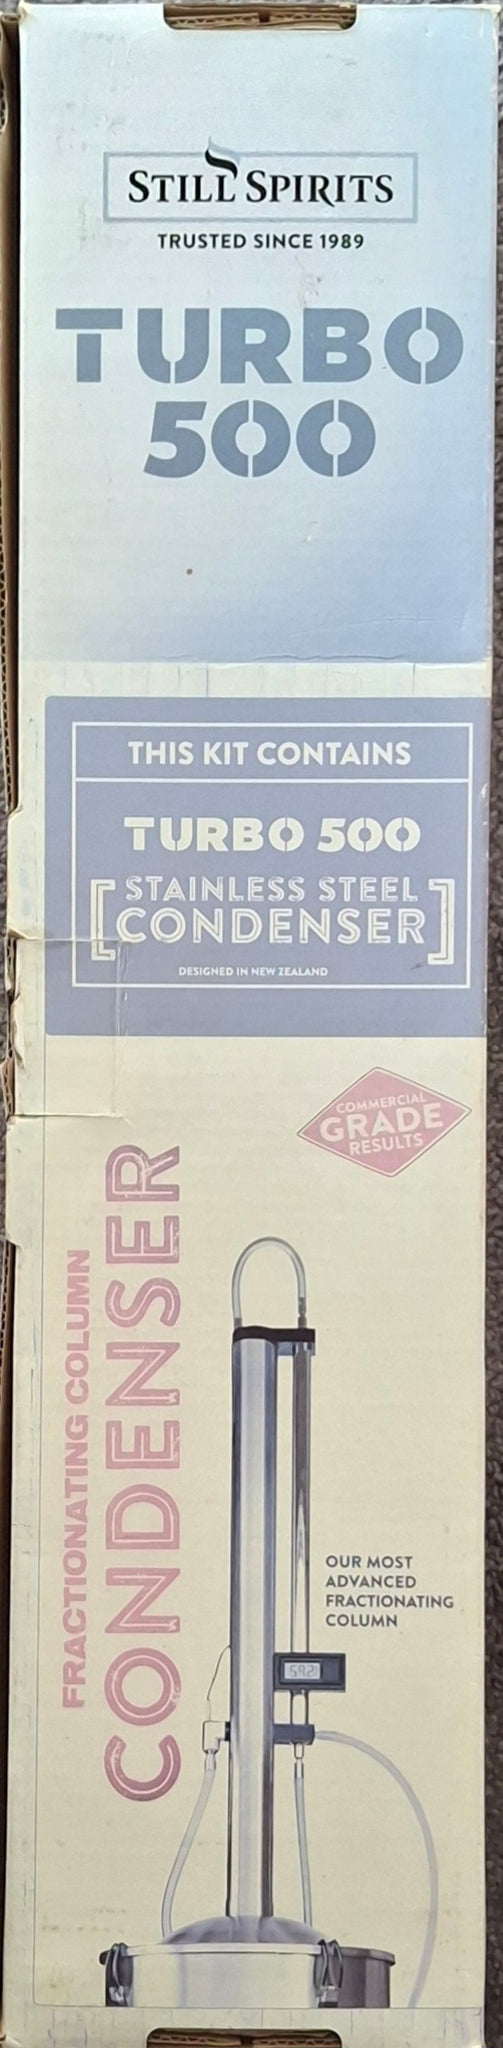 STILL SPIRITS
TRUSTED SINCE 1989
TURBO
500
THIS KIT CONTAINS
TURBO 500
STAINLESS STEEL
CONDENSER
DESIGNED IN NEW ZEALAND
COMMERCIAL
GRADE
RESULTS
FRACTIONATING COLUMN
CONDENSER
OUR MOST
ADVANCED
FRACTIONATING
COLUMN
59.2